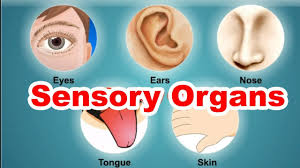 Eyes Ears Nose
Sensory Organs
Tongue Skin